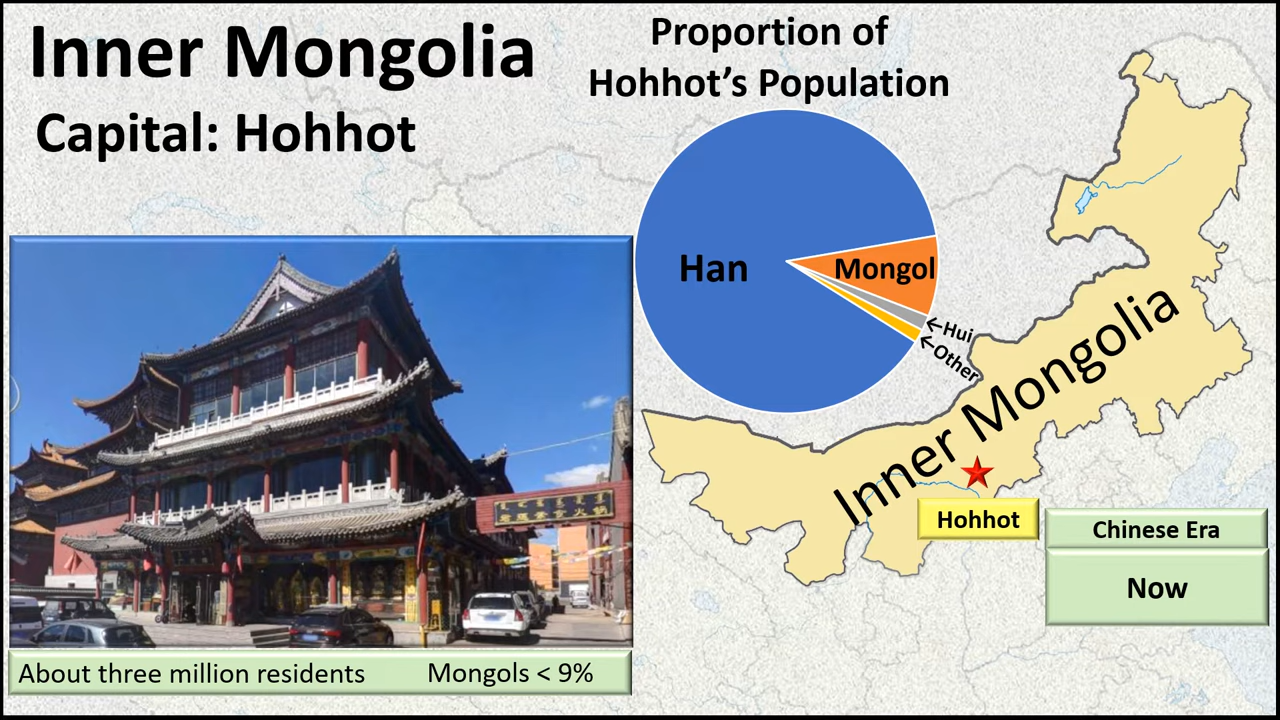 Inner Mongolia
Capital: Hohhot
Proportion of
Hohhot’s Population
Han
Mongol
←Hui
←Other
Inner Mongolia
Hohhot
Chinese Era
Now
About three million residents
Mongols < 9%